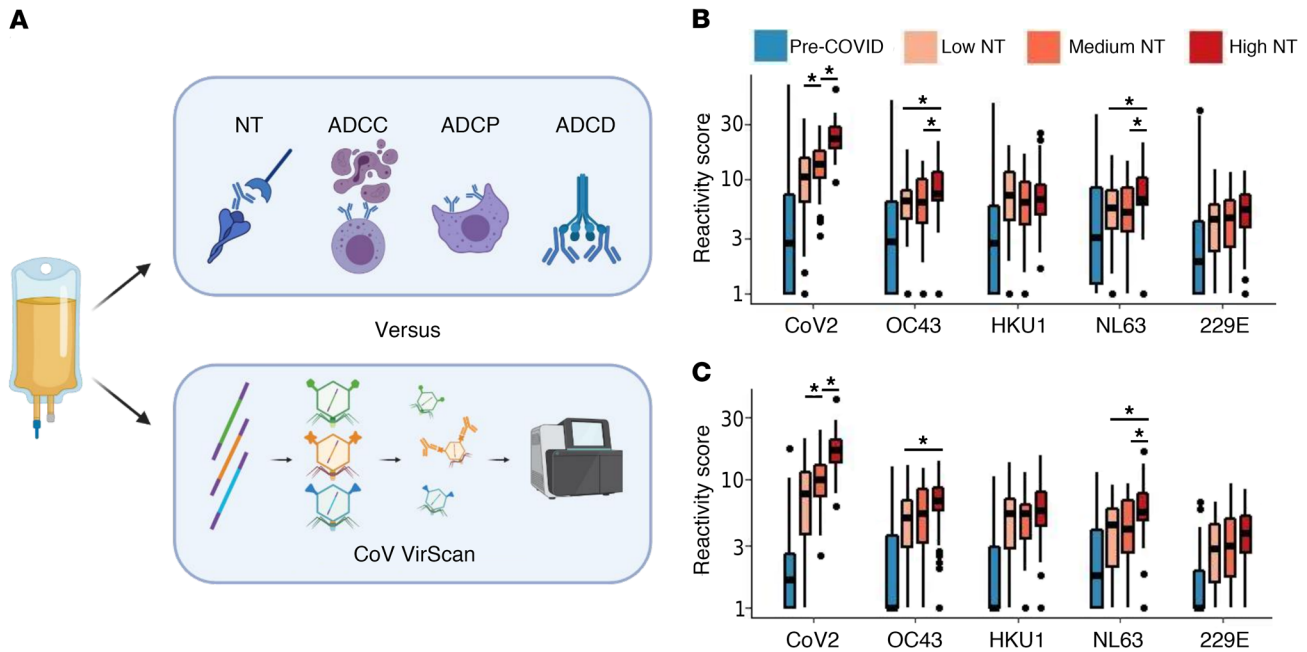 A
NT
ADCC
ADCP
ADCD
Versus
CoV VirScan
B
Pre-COVID
Low NT
Medium NT
High NT
Reactivity score
30
10
3
1
* *
* *
* *
CoV2
OC43
HKU1
NL63
229E
C
Reactivity score
30
10
3
1
* *
*
* *
CoV2
OC43
HKU1
NL63
229E